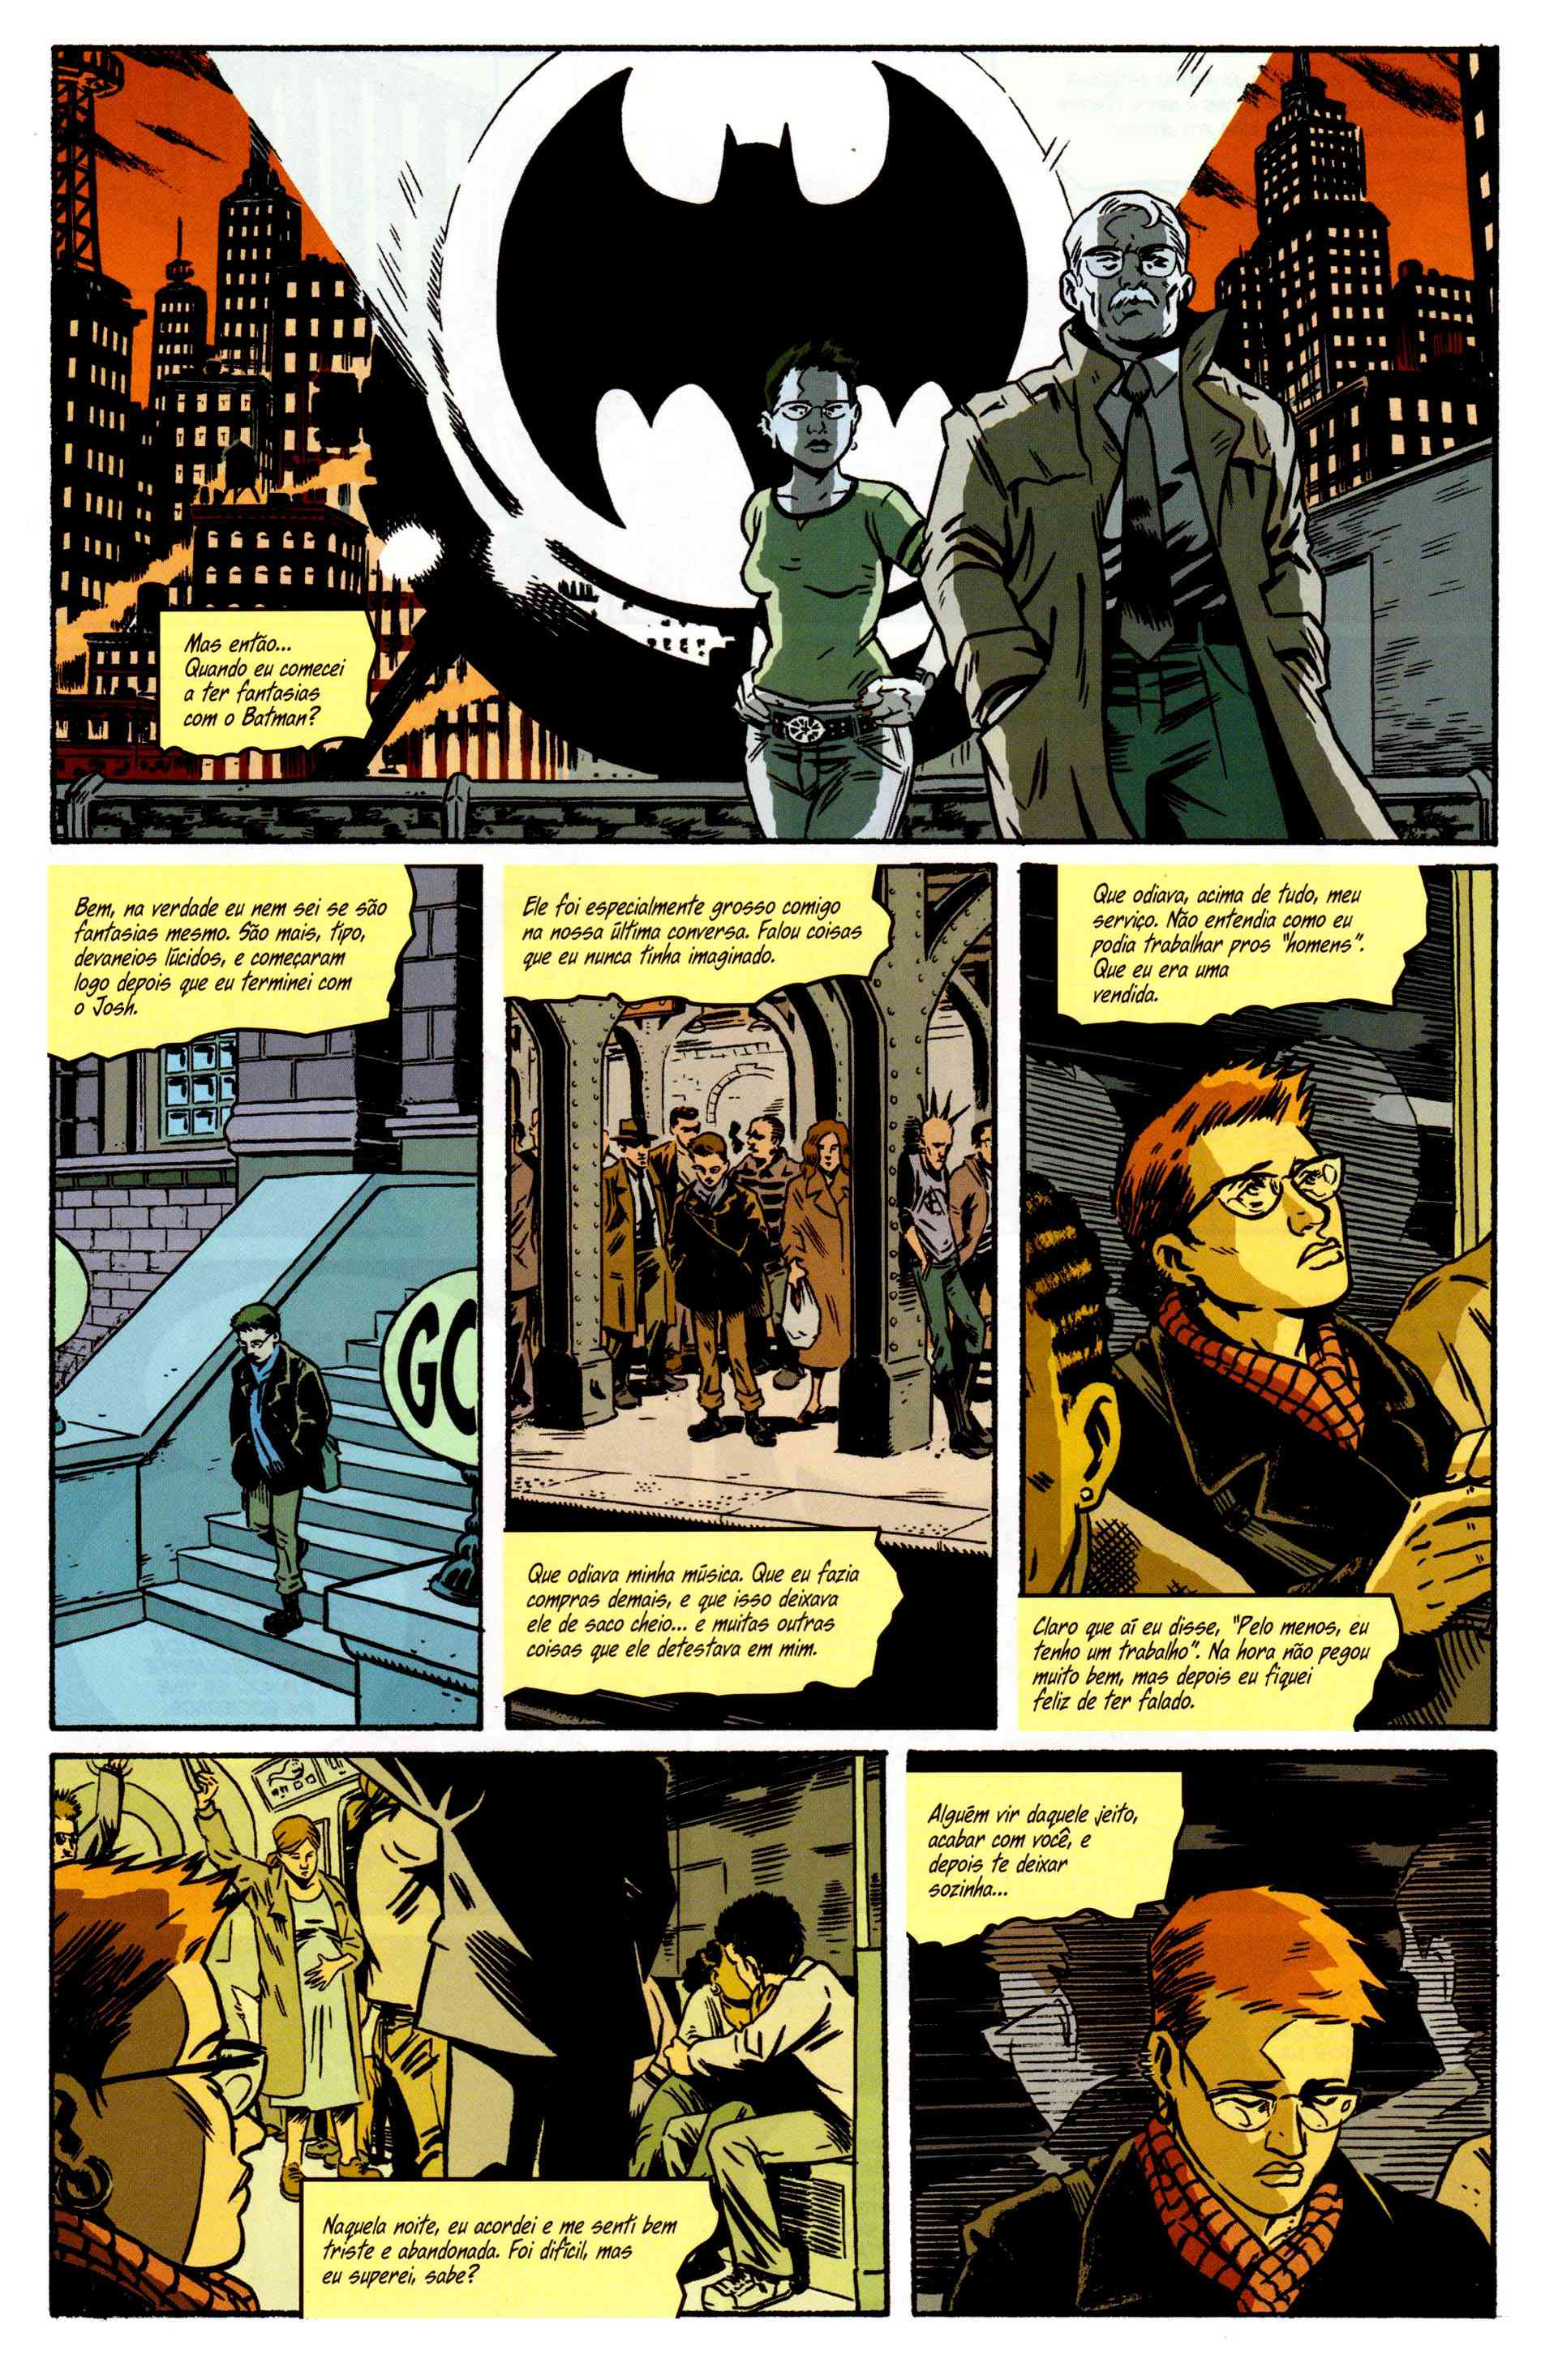 Mas então...
Quando eu comecei
a ter fantasias
com o Batman?
Bem, na verdade eu nem sei se são
fantasias mesmo. São mais, tipo,
devaneios lúcidos, e começaram
logo depois que eu terminei com
o Josh.
GC
Ele foi especialmente grosso comigo
na nossa última conversa. Falou coisas
que eu nunca tinha imaginado.
Que odiava minha música. Que eu fazia
compras demais, e que isso deixava
ele de saco cheio... e muitas outras
coisas que ele detestava em mim.
Que odiava, acima de tudo, meu
serviço. Não entendia como eu
podia trabalhar pros "homens".
Que eu era uma
vendida.
Claro que aí eu disse, "Pelo menos, eu
tenho um trabalho". Na hora não pegou
muito bem, mas depois eu fiquei
feliz de ter falado.
Naquela noite, eu acordei e me senti bem
triste e abandonada. Foi difícil, mas
eu superei, sabe?
Alguém vir daquele jeito,
acabar com você, e
depois te deixar
sozinha...